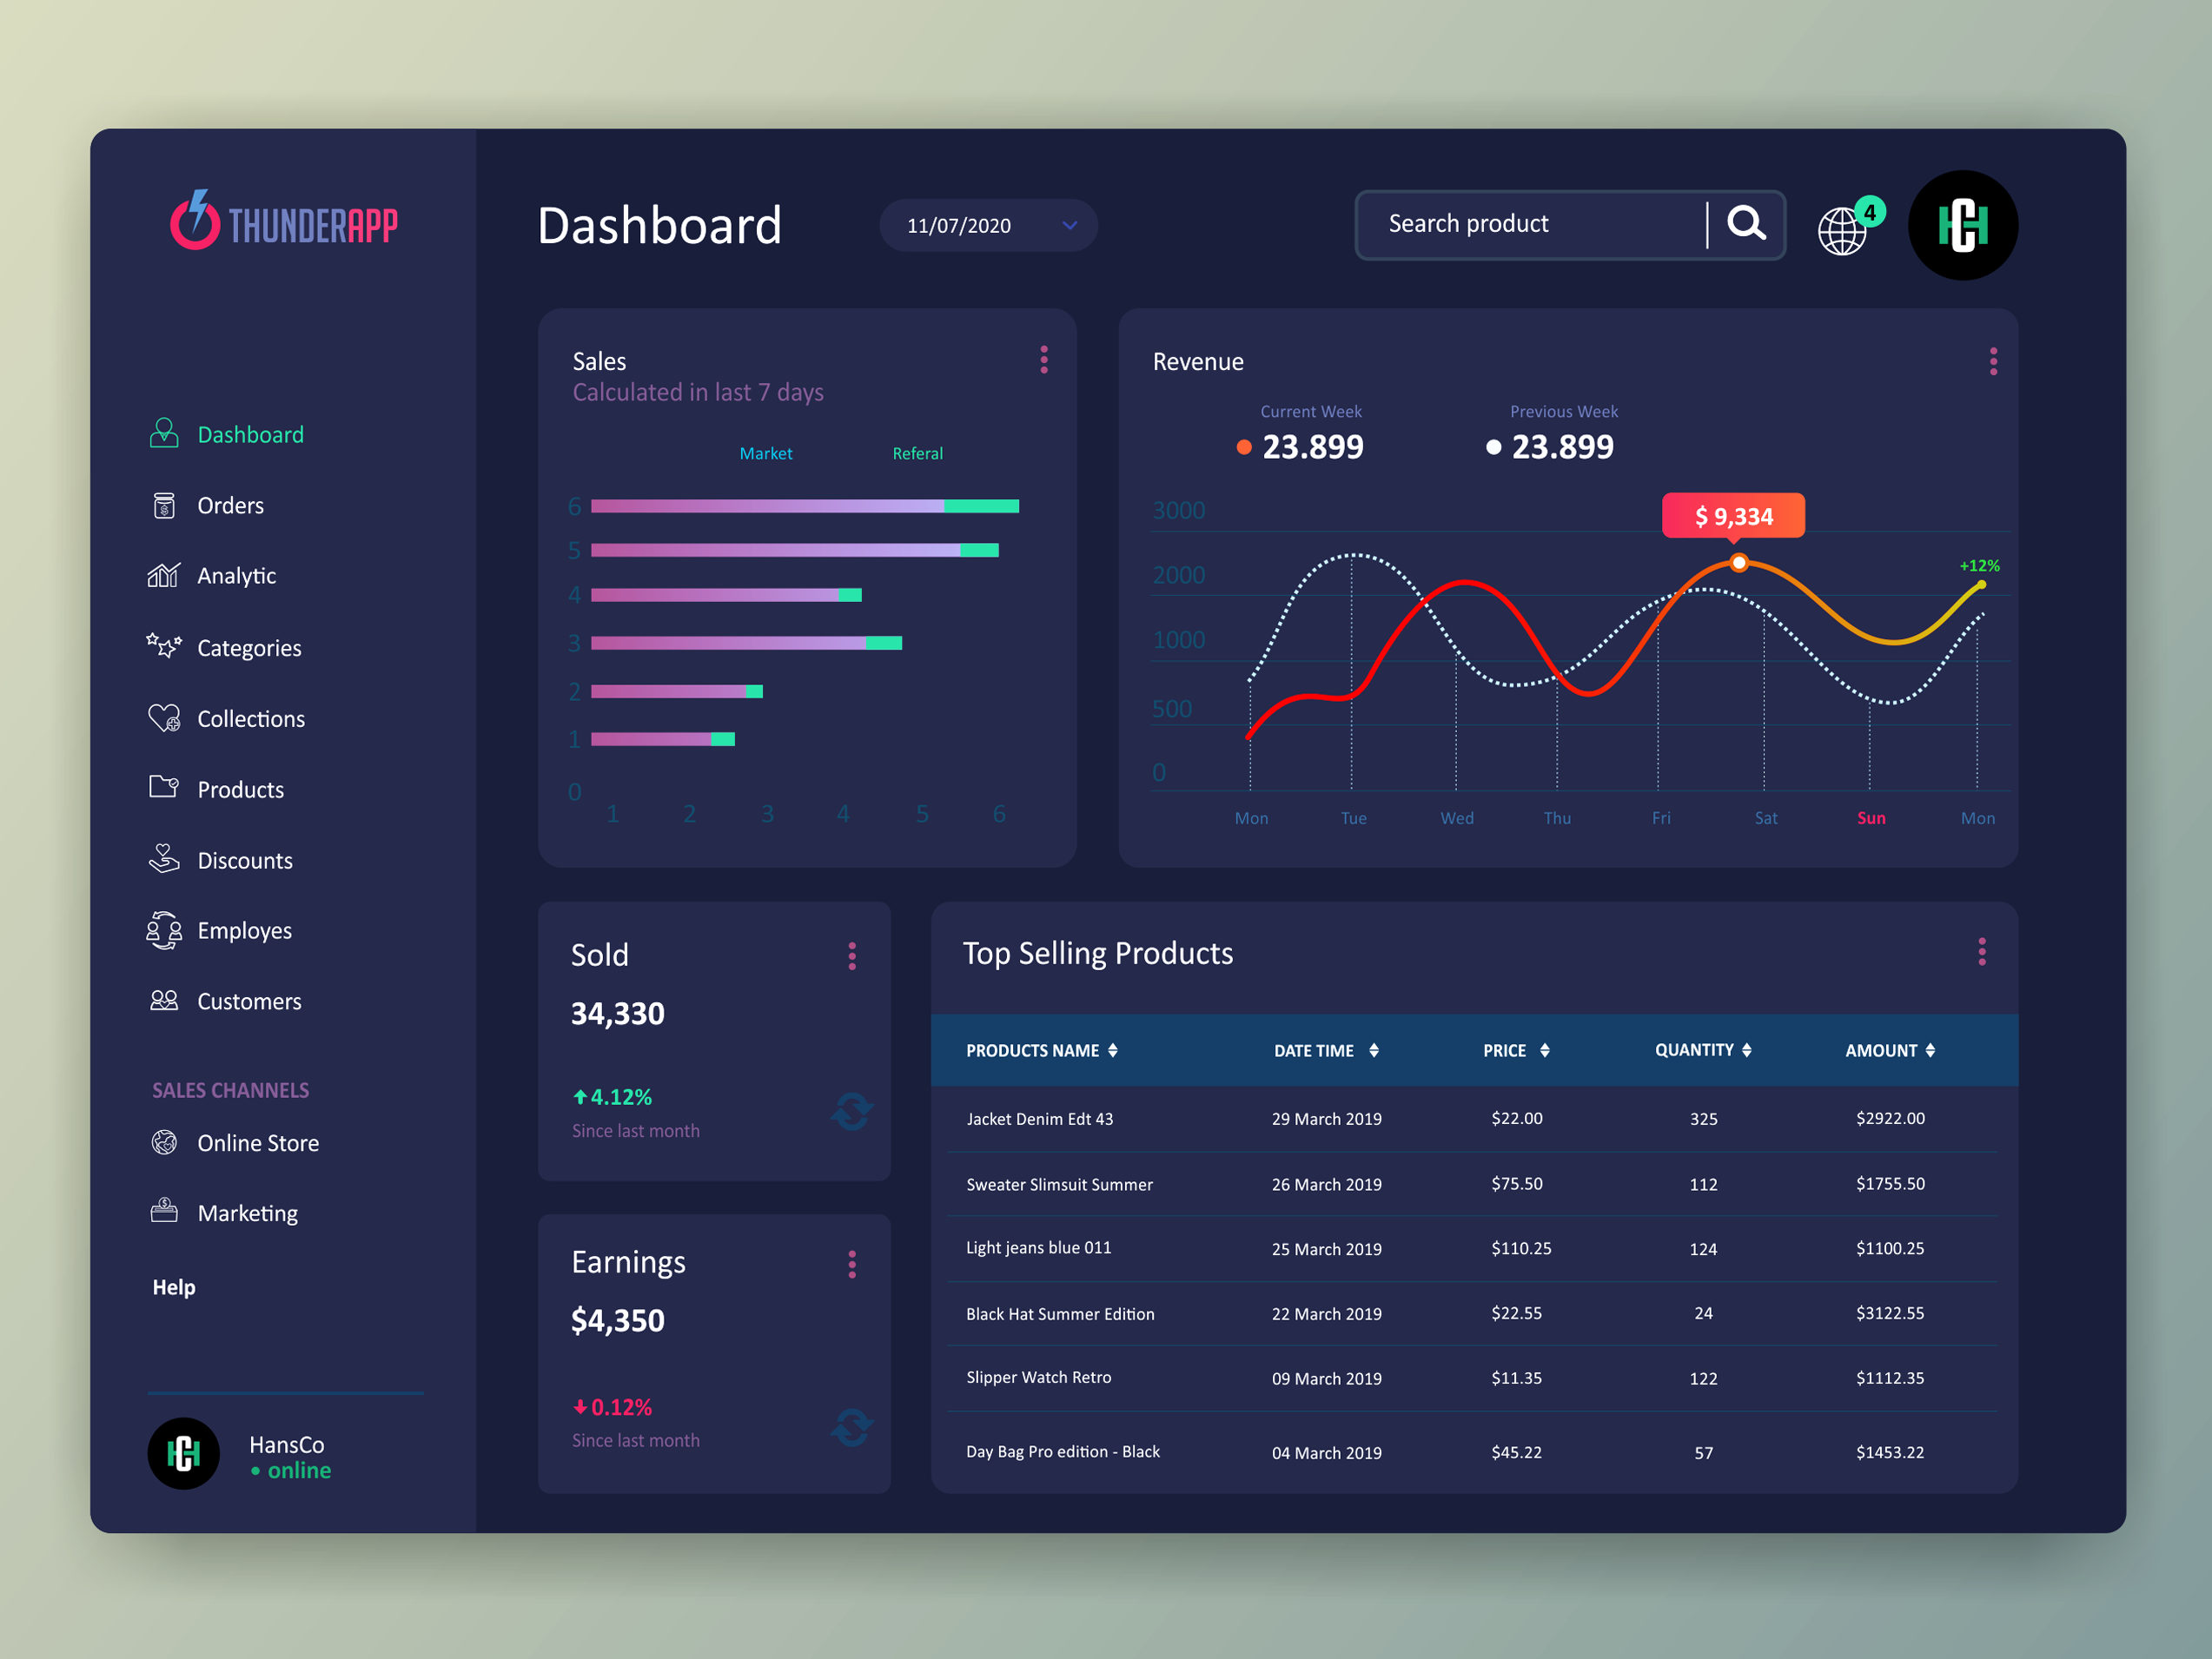 THUNDERAPP
Dashboard
Orders
Analytic
Categories
Collections
Products
Discounts
Employes
Customers
SALES CHANNELS
Online Store
Marketing
Help
HansCo
• online
Dashboard
11/07/2020
Search product
4
Sales
Calculated in last 7 days
Market Referal
6
5
4
3
2
1
0
1 2 3 4 5 6
Revenue
Current Week Previous Week
23.899 23.899
3000
$ 9,334
2000
+12%
1000
500
0
Mon Tue Wed Thu Fri Sat Sun Mon
Sold
34,330
4.12%
Since last month
Earnings
$4,350
0.12%
Since last month
Top Selling Products
PRODUCTS NAME DATE TIME PRICE QUANTITY AMOUNT
Jacket Denim Edt 43 29 March 2019 $22.00 325 $2922.00
Sweater Slimsuit Summer 26 March 2019 $75.50 112 $1755.50
Light jeans blue 011 25 March 2019 $110.25 124 $1100.25
Black Hat Summer Edition 22 March 2019 $22.55 24 $3122.55
Slipper Watch Retro 09 March 2019 $11.35 122 $1112.35
Day Bag Pro edition - Black 04 March 2019 $45.22 57 $1453.22